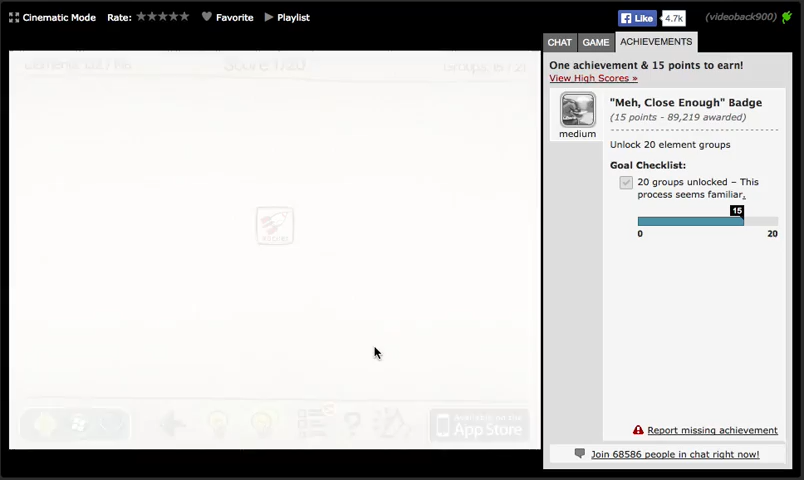 Cinematic Mode Rate: Favorite Playlist Like 4.7k (videoback900)
CHAT GAME ACHIEVEMENTS
One achievement & 15 points to earn!
View High Scores »
"Meh, Close Enough" Badge
(15 points - 89,219 awarded)
medium
Unlock 20 element groups
Goal Checklist:
20 groups unlocked – This
process seems familiar.
15
0 20
App Store
Report missing achievement
Join 68586 people in chat right now!